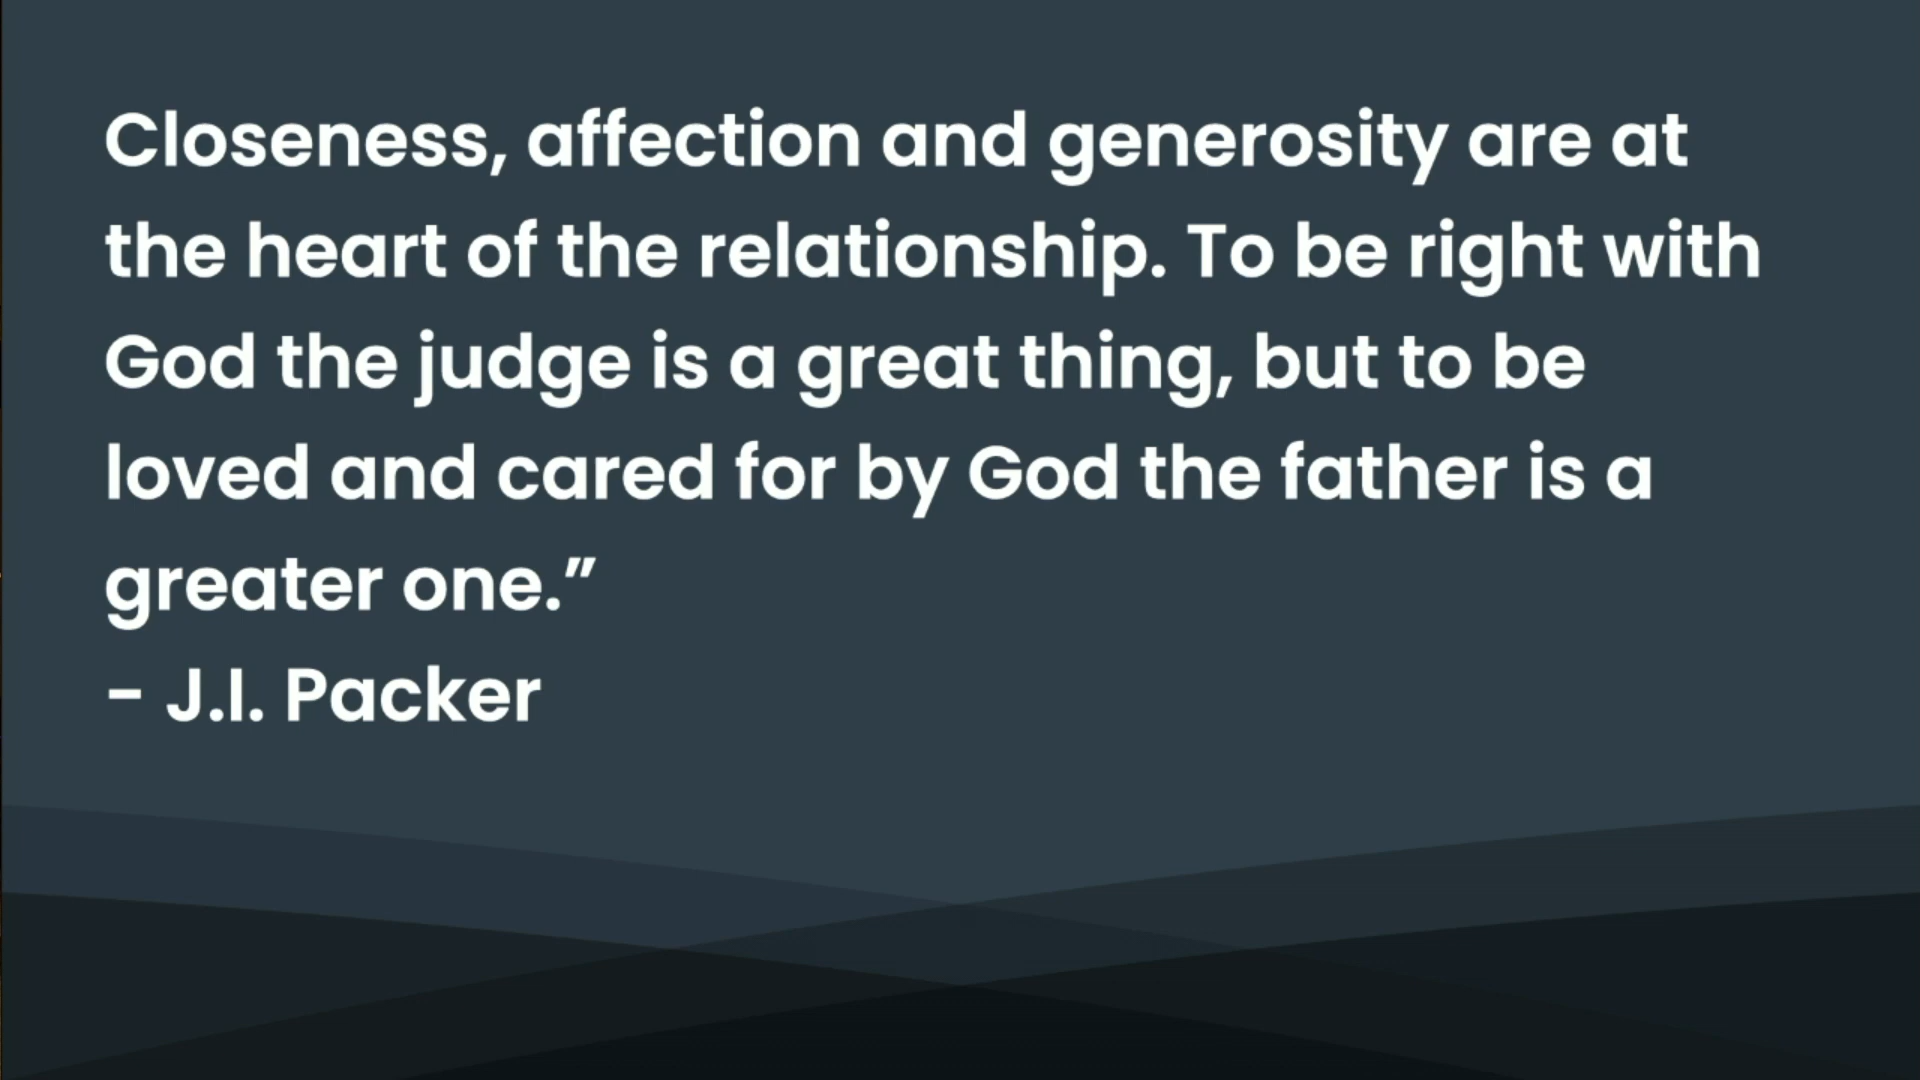 Closeness, affection and generosity are at
the heart of the relationship. To be right with
God the judge is a great thing, but to be
loved and cared for by God the father is a
greater one.”
- J.I. Packer